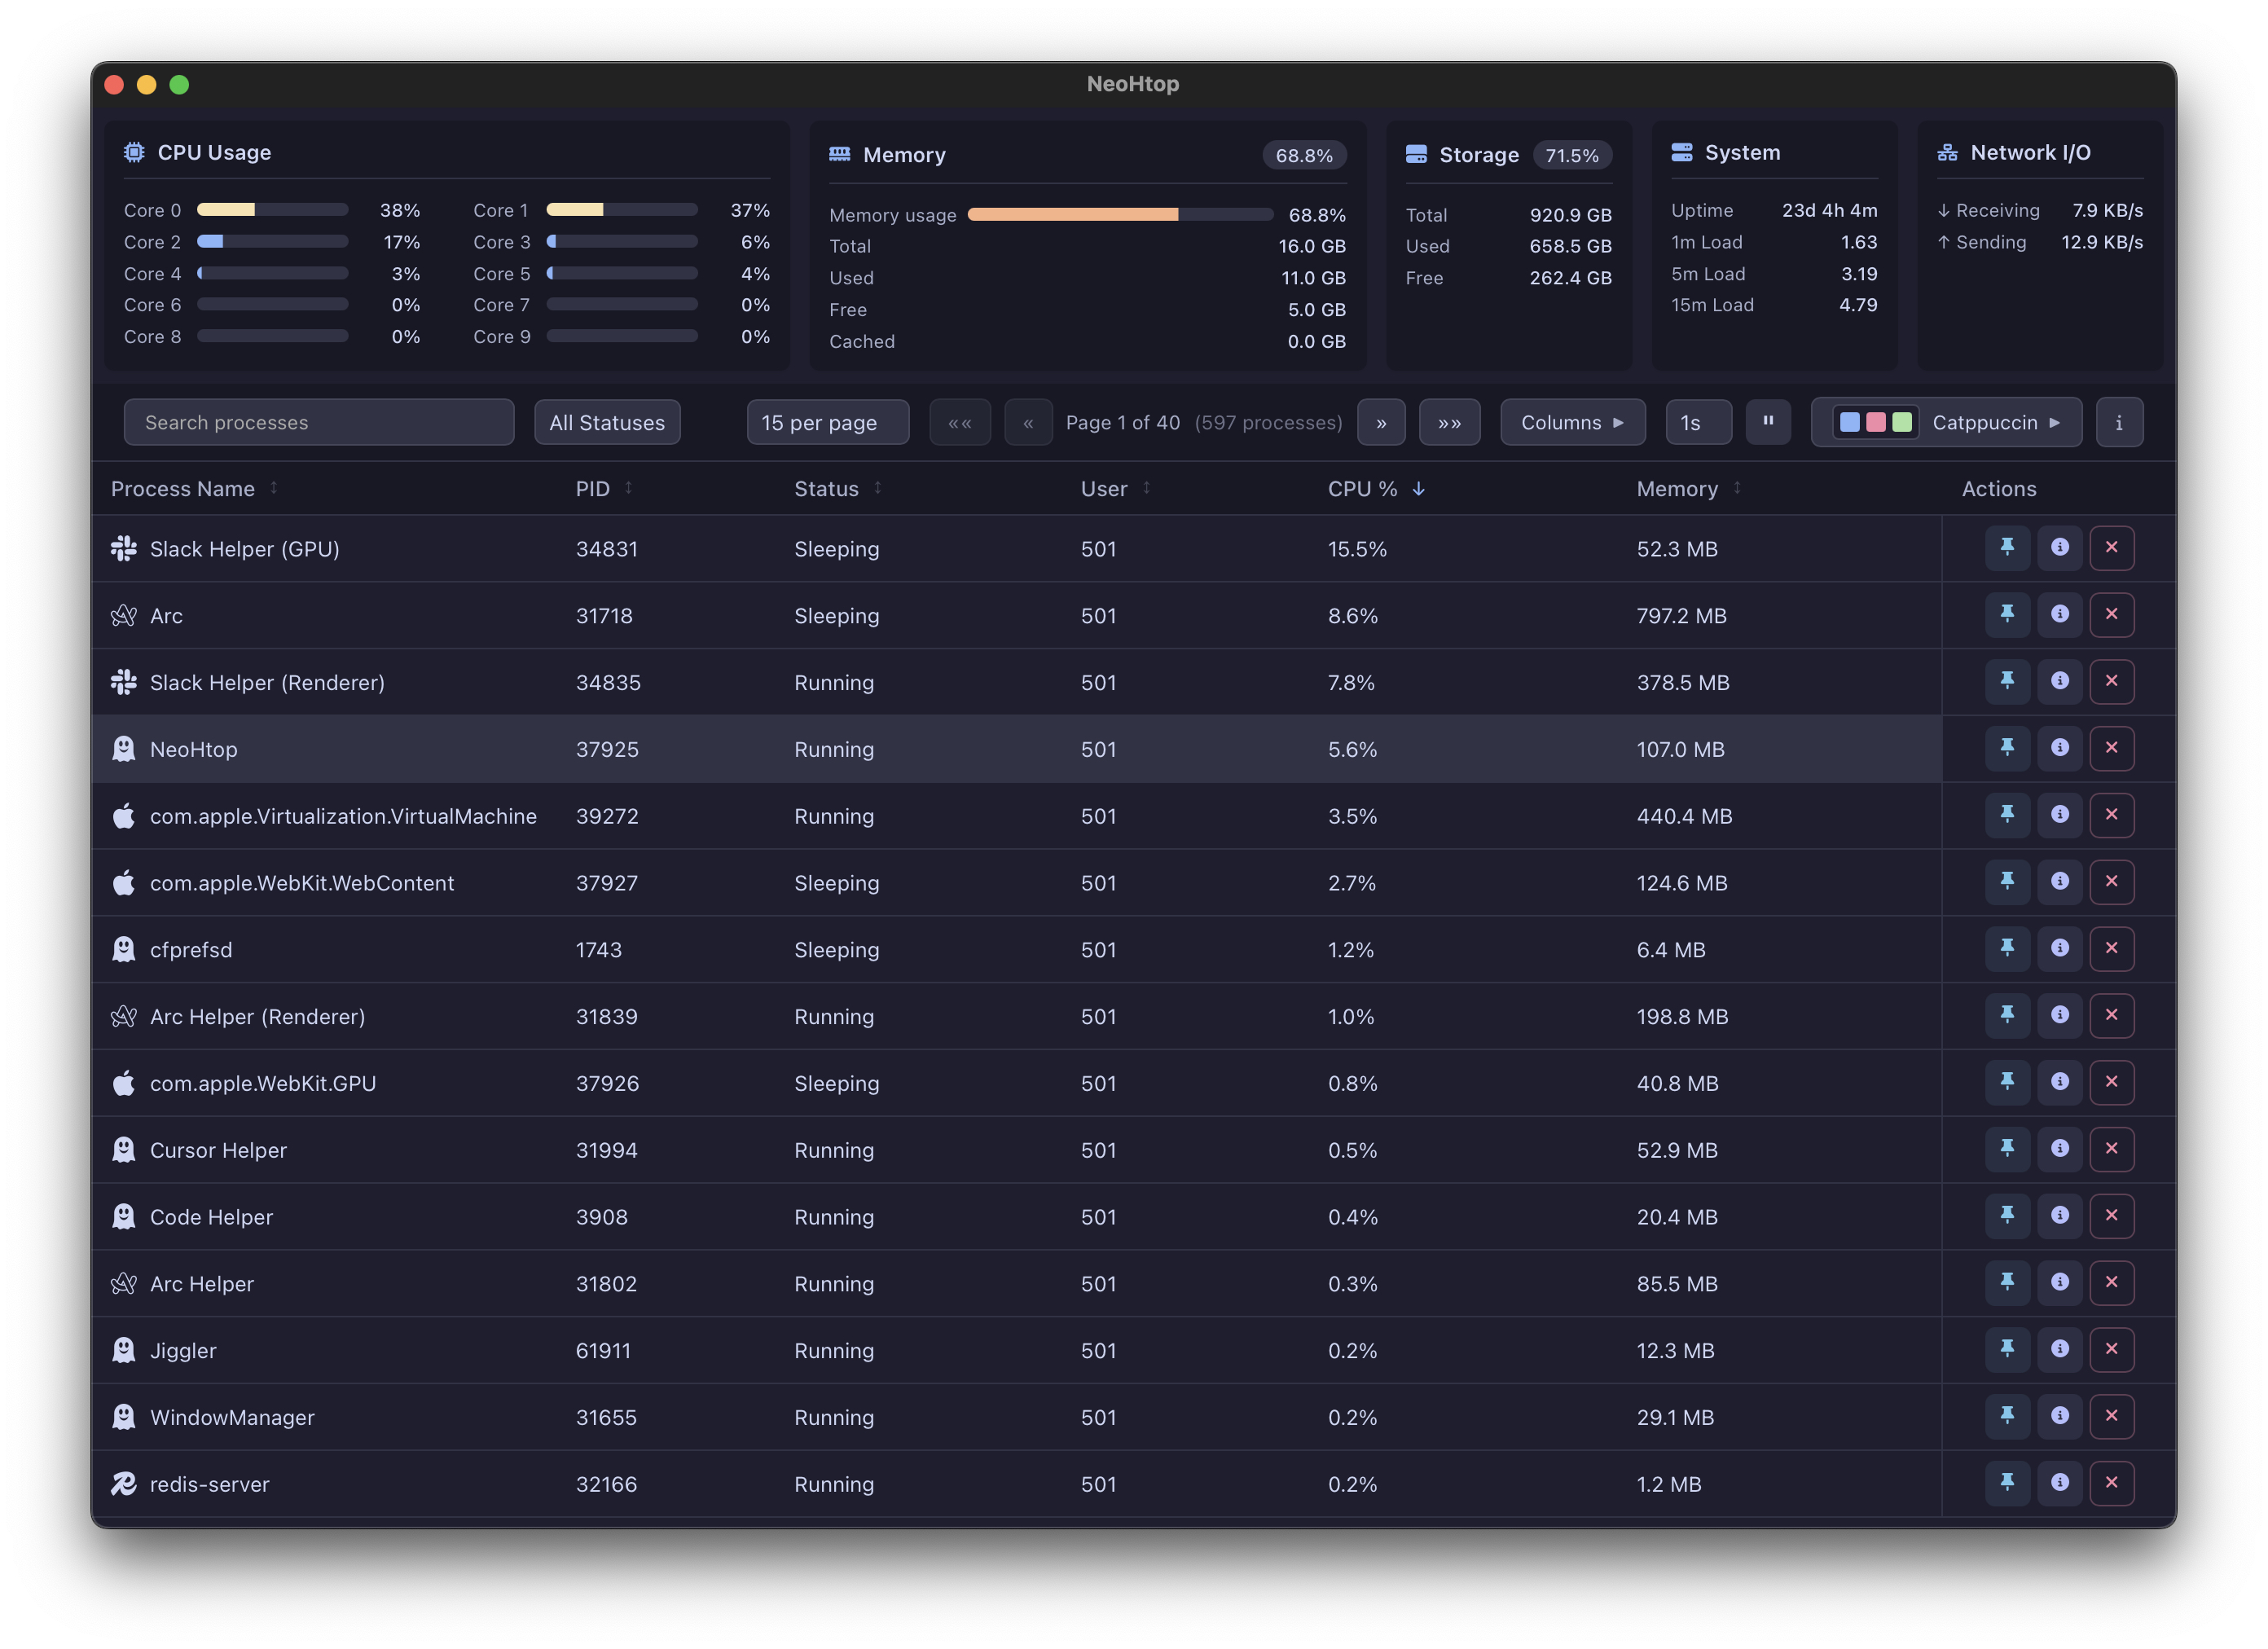 NeoHtop
CPU Usage
Core 0 38% Core 1 37%
Core 2 17% Core 3 6%
Core 4 3% Core 5 4%
Core 6 0% Core 7 0%
Core 8 0% Core 9 0%
Memory 68.8%
Memory usage 68.8%
Total 16.0 GB
Used 11.0 GB
Free 5.0 GB
Cached 0.0 GB
Storage 71.5%
Total 920.9 GB
Used 658.5 GB
Free 262.4 GB
System
Uptime 23d 4h 4m
1m Load 1.63
5m Load 3.19
15m Load 4.79
Network I/O
↓ Receiving 7.9 KB/s
↑ Sending 12.9 KB/s
Search processes All Statuses 15 per page «« « Page 1 of 40 (597 processes) » »» Columns ▶ 1s Catppuccin ▶ i
Process Name ↕ PID ↕ Status ↕ User ↕ CPU % ↓ Memory ↕ Actions
Slack Helper (GPU) 34831 Sleeping 501 15.5% 52.3 MB
Arc 31718 Sleeping 501 8.6% 797.2 MB
Slack Helper (Renderer) 34835 Running 501 7.8% 378.5 MB
NeoHtop 37925 Running 501 5.6% 107.0 MB
com.apple.Virtualization.VirtualMachine 39272 Running 501 3.5% 440.4 MB
com.apple.WebKit.WebContent 37927 Sleeping 501 2.7% 124.6 MB
cfprefsd 1743 Sleeping 501 1.2% 6.4 MB
Arc Helper (Renderer) 31839 Running 501 1.0% 198.8 MB
com.apple.WebKit.GPU 37926 Sleeping 501 0.8% 40.8 MB
Cursor Helper 31994 Running 501 0.5% 52.9 MB
Code Helper 3908 Running 501 0.4% 20.4 MB
Arc Helper 31802 Running 501 0.3% 85.5 MB
Jiggler 61911 Running 501 0.2% 12.3 MB
WindowManager 31655 Running 501 0.2% 29.1 MB
redis-server 32166 Running 501 0.2% 1.2 MB